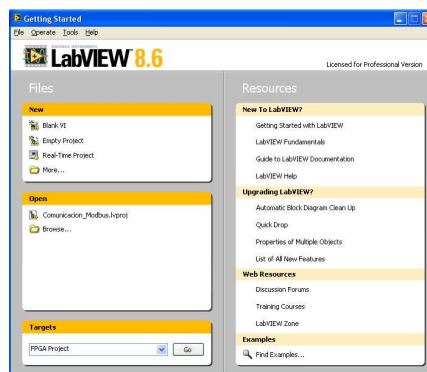 Getting Started
File Operate Tools Help
NATIONAL INSTRUMENTS
LabVIEW 8.6
Licensed for Professional Version
Files
New
Blank VI
Empty Project
Real-Time Project
More...
Open
Comunicacion_Modbus.lvproj
Browse...
Targets
FPGA Project
Go
Resources
New To LabVIEW?
Getting Started with LabVIEW
LabVIEW Fundamentals
Guide to LabVIEW Documentation
LabVIEW Help
Upgrading LabVIEW?
Automatic Block Diagram Clean Up
Quick Drop
Properties of Multiple Objects
List of All New Features
Web Resources
Discussion Forums
Training Courses
LabVIEW Zone
Examples
Find Examples...